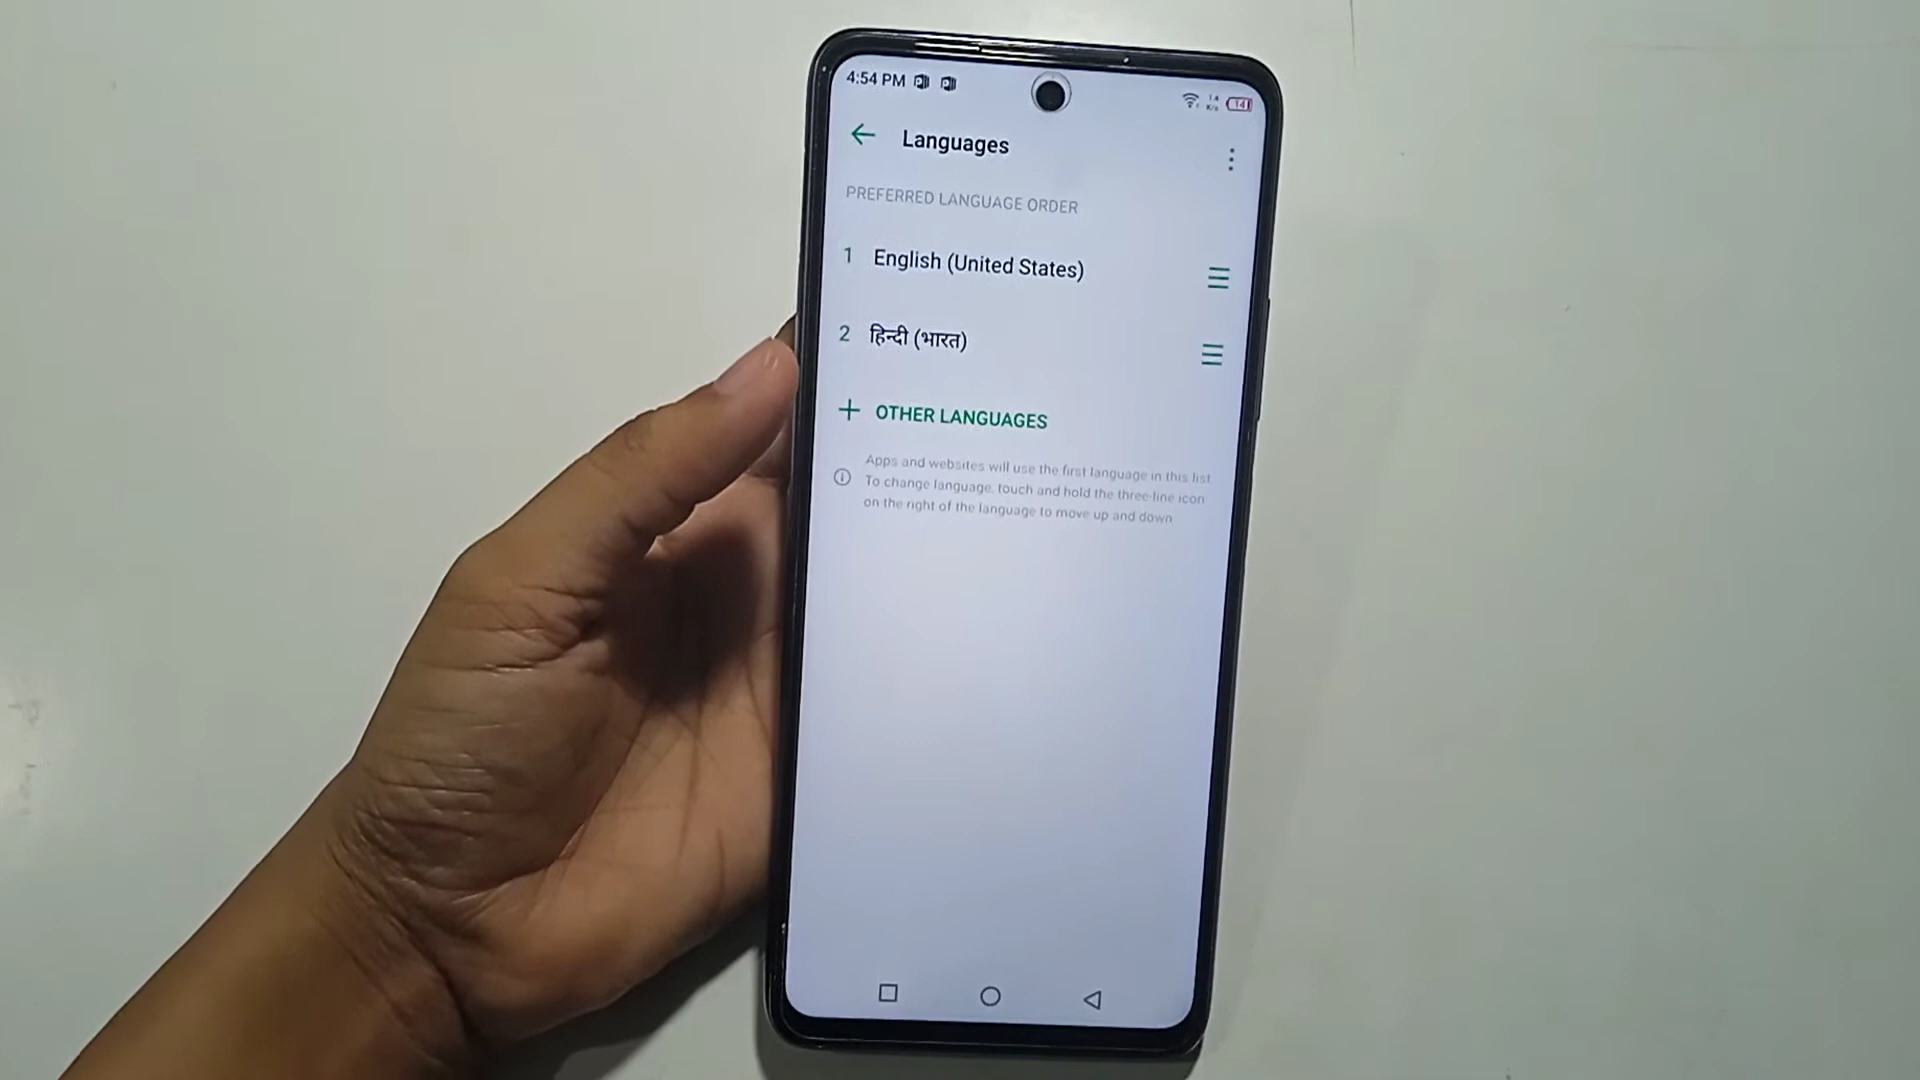 4:54 PM
14
Languages
PREFERRED LANGUAGE ORDER
1 English (United States)
2 हिन्दी (भारत)
+ OTHER LANGUAGES
Apps and websites will use the first language in this list.
To change language, touch and hold the three-line icon
on the right of the language to move up and down